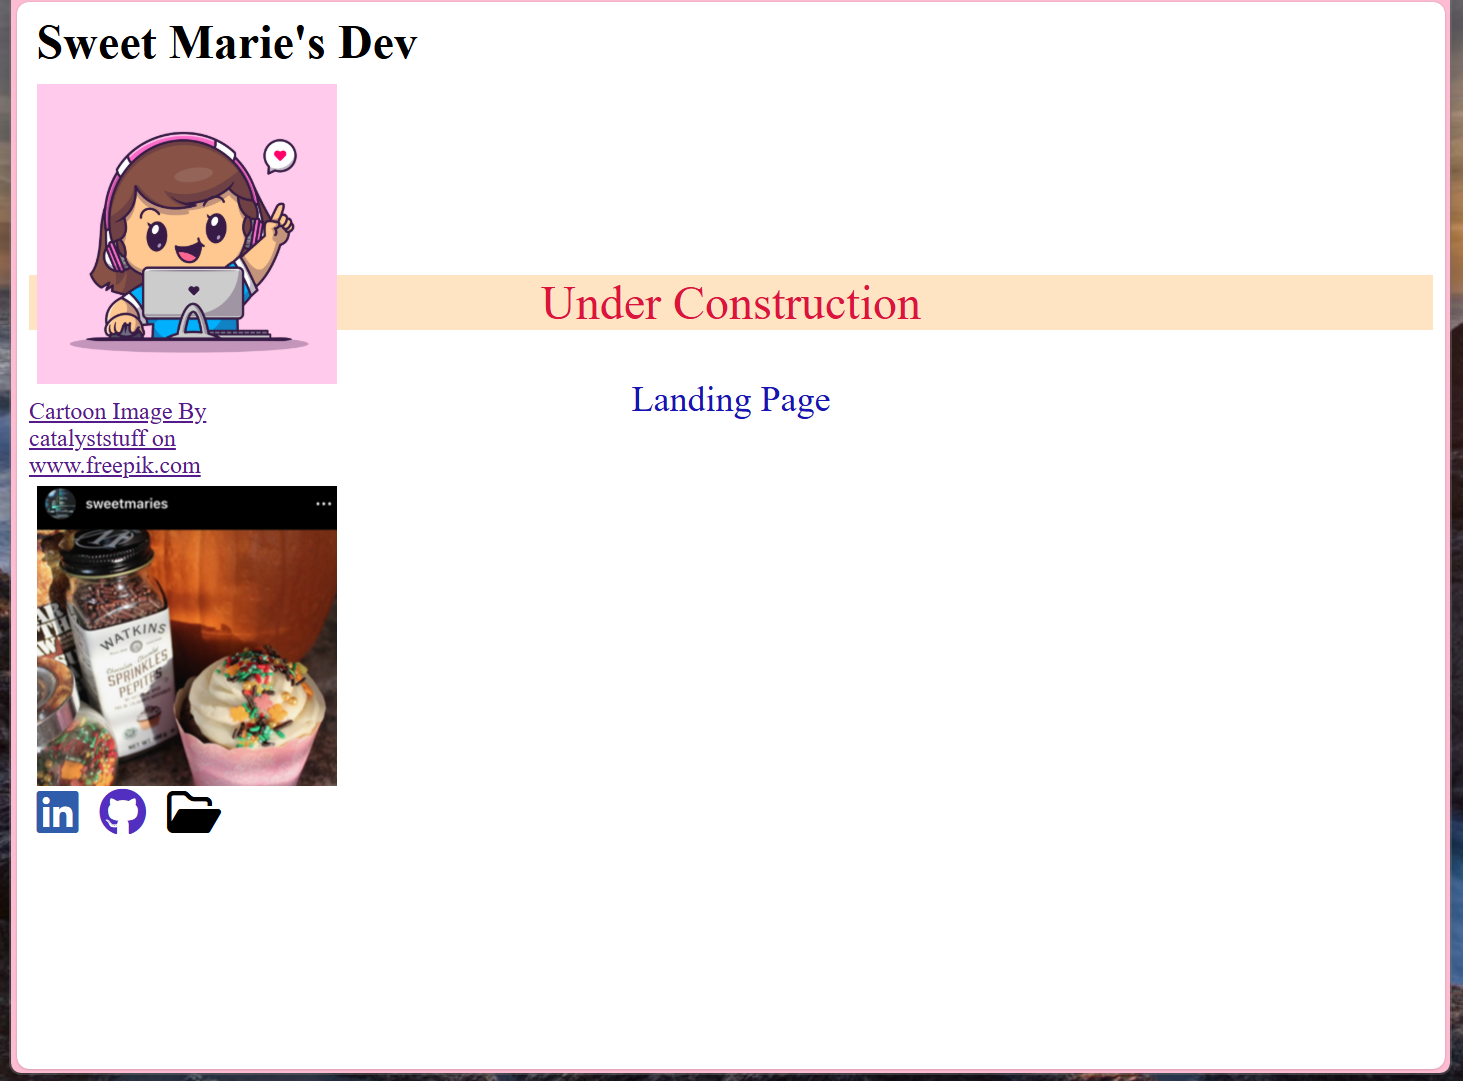 Sweet Marie's Dev
Under Construction
Landing Page
Cartoon Image By
catalyststuff on
www.freepik.com
sweetmaries
WATKINS
SPRINKLES
PEPITES
in